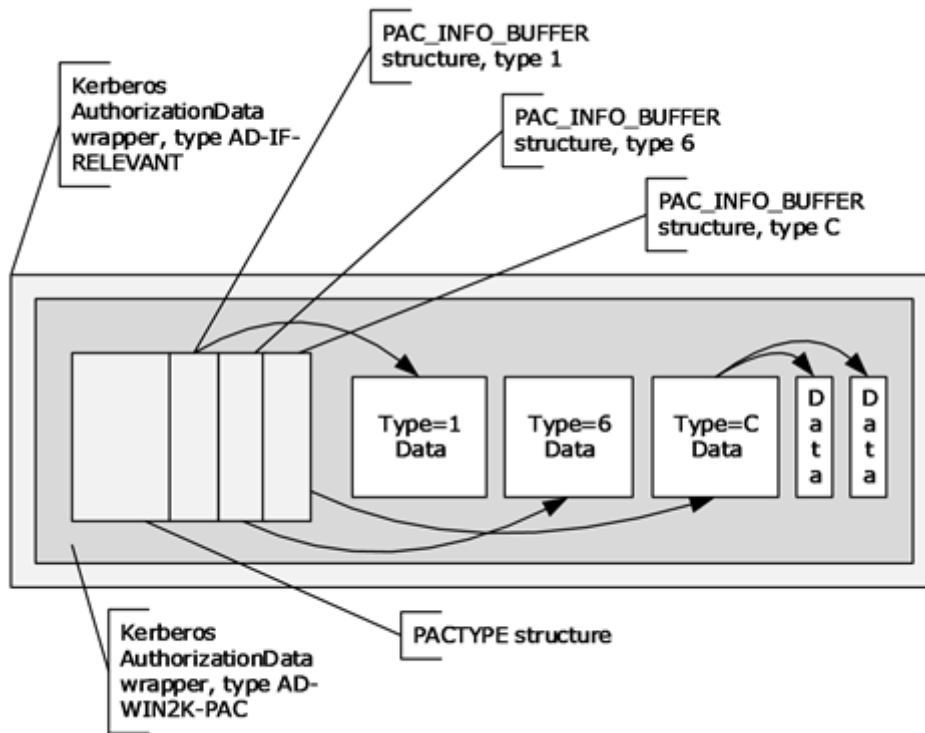 PAC_INFO_BUFFER
structure, type 1
Kerberos
AuthorizationData
wrapper, type AD-IF-
RELEVANT
PAC_INFO_BUFFER
structure, type 6
PAC_INFO_BUFFER
structure, type C
Type=1
Data
Type=6
Data
Type=C
Data
D
a
t
a
D
a
t
a
PACTYPE structure
Kerberos
AuthorizationData
wrapper, type AD-
WIN2K-PAC